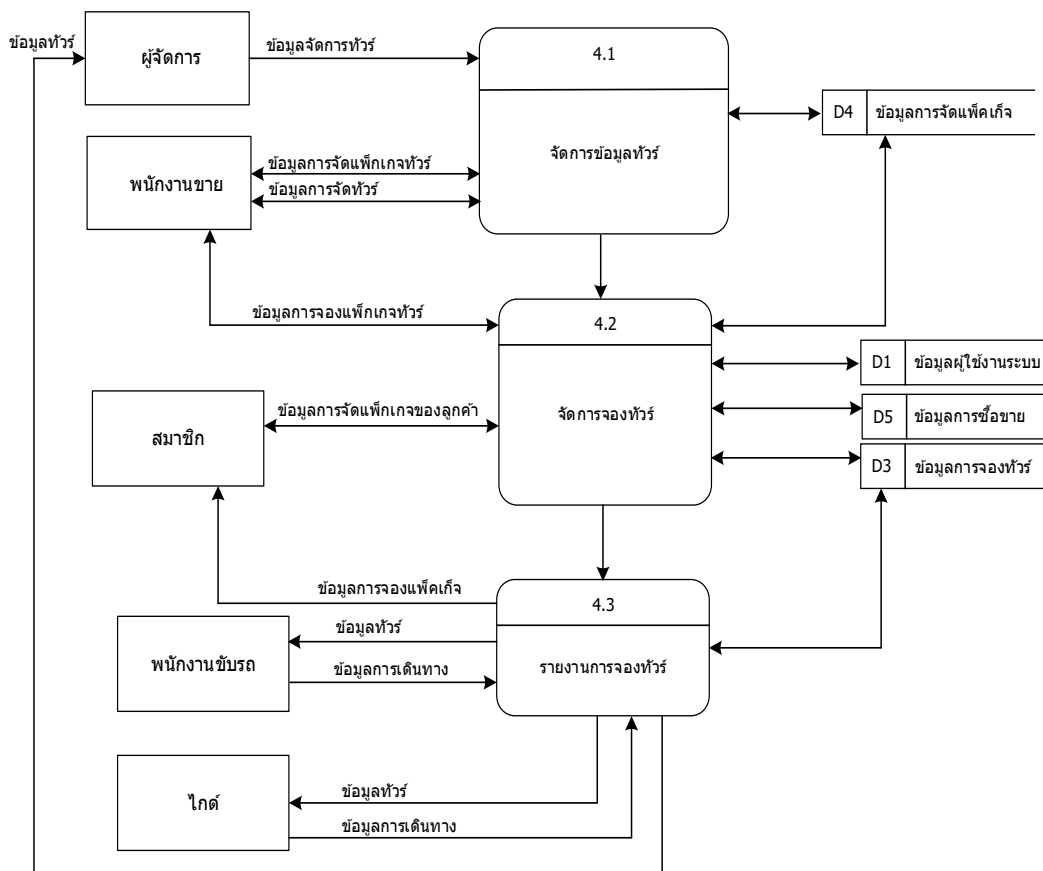 ข้อมูลทัวร์
ผู้จัดการ
ข้อมูลจัดการทัวร์
4.1
จัดการข้อมูลทัวร์
D4
ข้อมูลการจัดแพ็คเก็จ
พนักงานขาย
ข้อมูลการจัดแพ็กเกจทัวร์
ข้อมูลการจัดทัวร์
ข้อมูลการจองแพ็กเกจทัวร์
4.2
จัดการจองทัวร์
D1
ข้อมูลผู้ใช้งานระบบ
D5
ข้อมูลการซื้อขาย
D3
ข้อมูลการจองทัวร์
สมาชิก
ข้อมูลการจัดแพ็กเกจของลูกค้า
ข้อมูลการจองแพ็คเก็จ
4.3
รายงานการจองทัวร์
พนักงานขับรถ
ข้อมูลทัวร์
ข้อมูลการเดินทาง
ไกด์
ข้อมูลทัวร์
ข้อมูลการเดินทาง